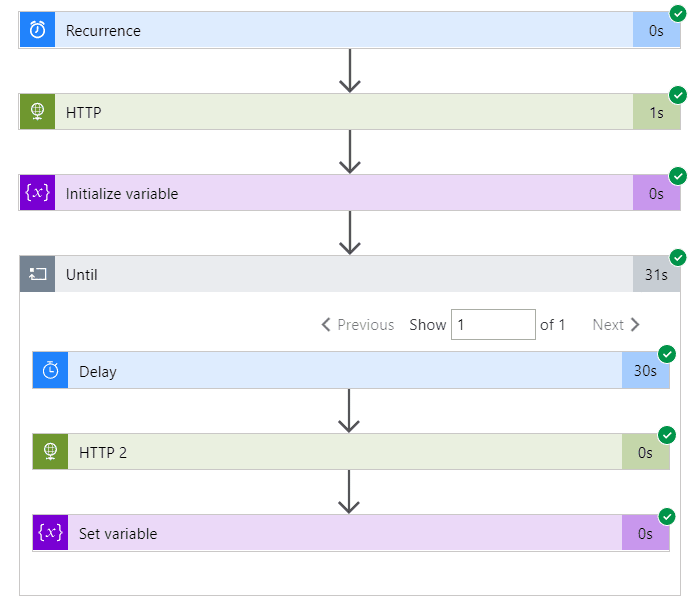 Recurrence 0s
HTTP 1s
{x} Initialize variable 0s
Until 31s
Previous Show 1 of 1 Next
Delay 30s
HTTP 2 0s
{x} Set variable 0s